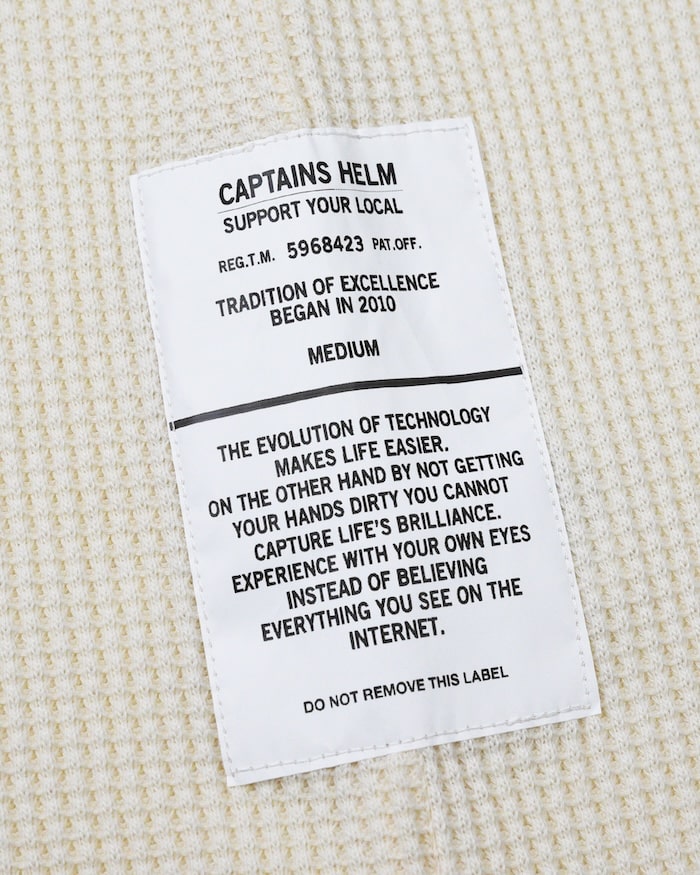 CAPTAINS HELM
SUPPORT YOUR LOCAL
REG.T.M. 5968423 PAT.OFF.
TRADITION OF EXCELLENCE
BEGAN IN 2010
MEDIUM
THE EVOLUTION OF TECHNOLOGY
MAKES LIFE EASIER.
ON THE OTHER HAND BY NOT GETTING
YOUR HANDS DIRTY YOU CANNOT
CAPTURE LIFE'S BRILLIANCE.
EXPERIENCE WITH YOUR OWN EYES
INSTEAD OF BELIEVING
EVERYTHING YOU SEE ON THE
INTERNET.
DO NOT REMOVE THIS LABEL